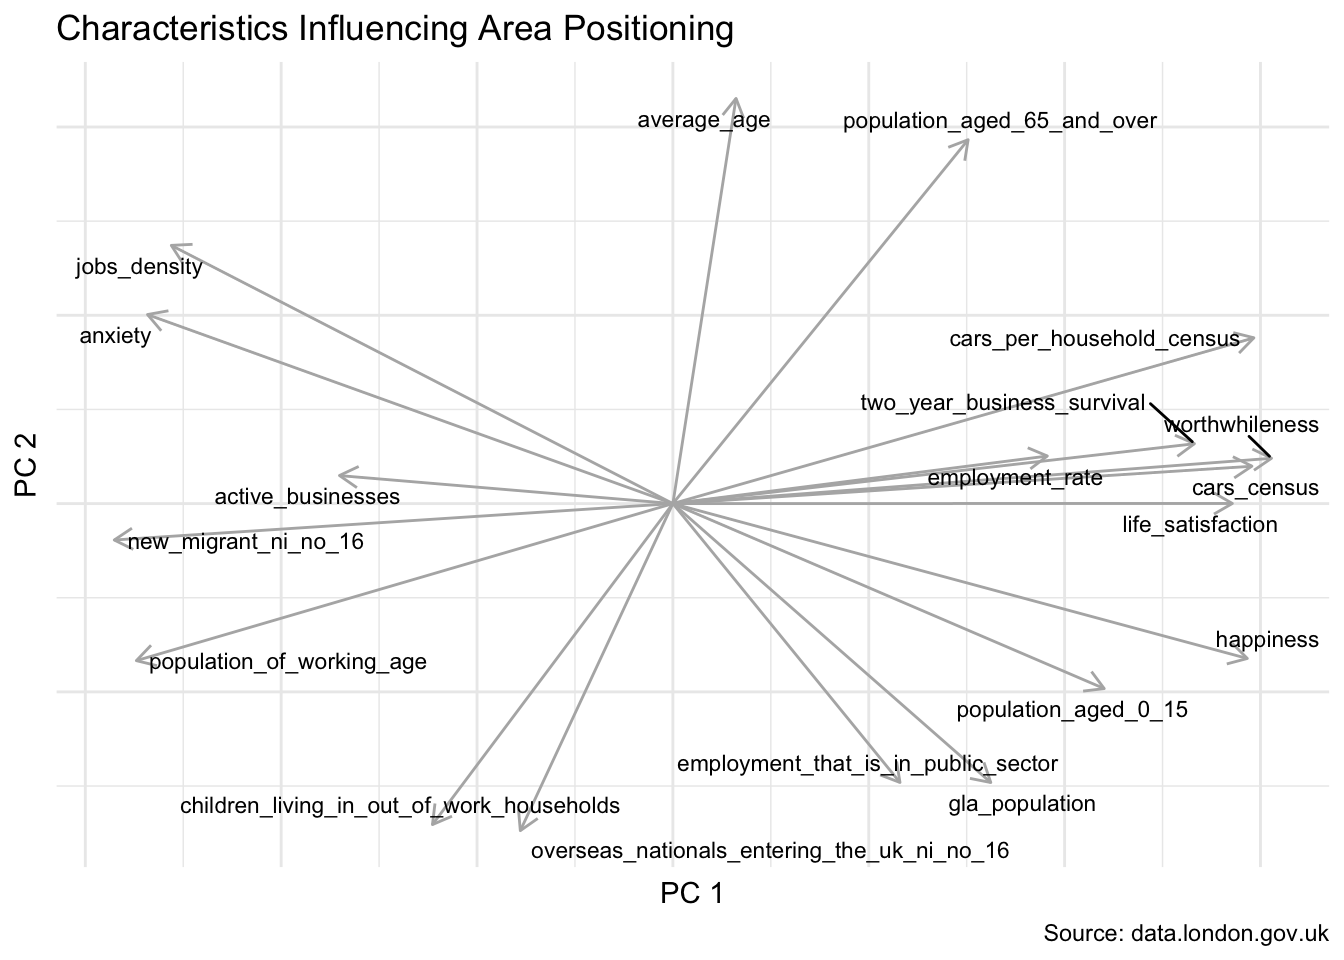 Characteristics Influencing Area Positioning
average_age
population_aged_65_and_over
jobs_density
anxiety
cars_per_household_census
two_year_business_survival
worthwhileness
employment_rate
cars_census
active_businesses
life_satisfaction
new_migrant_ni_no_16
happiness
population_of_working_age
population_aged_0_15
employment_that_is_in_public_sector
gla_population
children_living_in_out_of_work_households
overseas_nationals_entering_the_uk_ni_no_16
PC 2
PC 1
Source: data.london.gov.uk